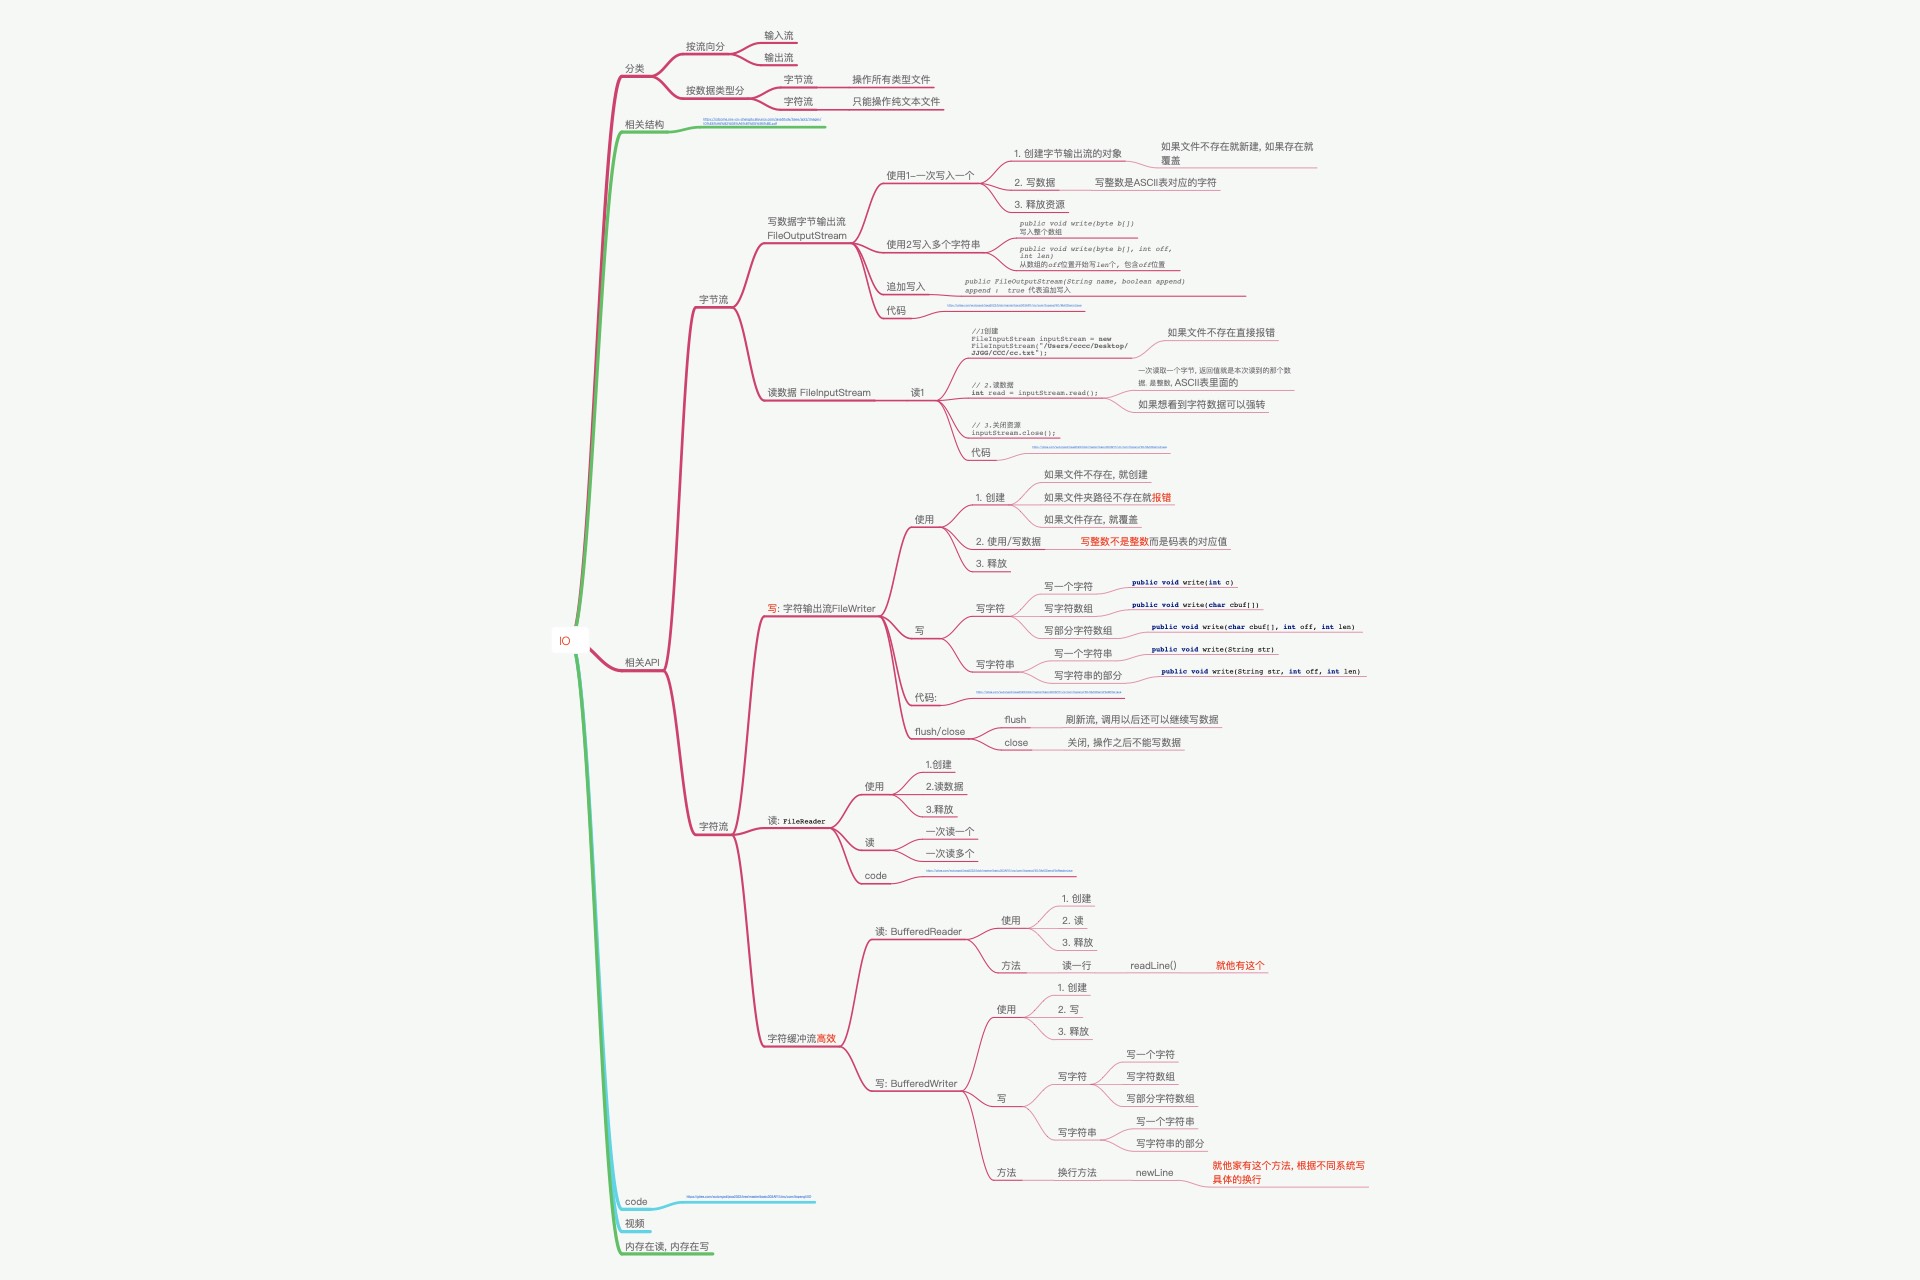 IO
分类
按流向分
输入流
输出流
按数据类型分
字节流
操作所有类型文件
字符流
只能操作纯文本文件
相关结构
相关API
字节流
写数据字节输出流
FileOutputStream
使用1-一次写入一个
1. 创建字节输出流的对象
如果文件不存在就新建, 如果存在就
覆盖
2. 写数据
写整数是ASCII表对应的字符
3. 释放资源
使用2写入多个字符串
public void write(byte b[])
写入整个数组
public void write(byte b[], int off,
int len)
从数组的off位置开始写len个, 包含off位置
追加写入
public FileOutputStream(String name, boolean append)
append : true 代表追加写入
代码
读数据 FileInputStream
读1
//1创建
FileInputStream inputStream = new
FileInputStream("/Users/cccc/Desktop/
JJGG/CCC/cc.txt");
如果文件不存在直接报错
// 2.读数据
int read = inputStream.read();
一次读取一个字节, 返回值就是本次读到的那个数
据. 是整数, ASCII表里面的
如果想看到字符数据可以强转
// 3.关闭资源
inputStream.close();
代码
字符流
写: 字符输出流FileWriter
使用
1. 创建
如果文件不存在, 就创建
如果文件夹路径不存在就报错
如果文件存在, 就覆盖
2. 使用/写数据
写整数不是整数而是码表的对应值
3. 释放
写
写字符
写一个字符
public void write(int c)
写字符数组
public void write(char cbuf[])
写部分字符数组
public void write(char cbuf[], int off, int len)
写字符串
写一个字符串
public void write(String str)
写字符串的部分
public void write(String str, int off, int len)
代码:
flush/close
flush
刷新流, 调用以后还可以继续写数据
close
关闭, 操作之后不能写数据
读: FileReader
使用
1.创建
2.读数据
3.释放
读
一次读一个
一次读多个
code
字符缓冲流高效
读: BufferedReader
使用
1. 创建
2. 读
3. 释放
方法
读一行
readLine()
就他有这个
写: BufferedWriter
使用
1. 创建
2. 写
3. 释放
写
写字符
写一个字符
写字符数组
写部分字符数组
写字符串
写一个字符串
写字符串的部分
方法
换行方法
newLine
就他家有这个方法, 根据不同系统写
具体的换行
code
视频
内存在读, 内存在写